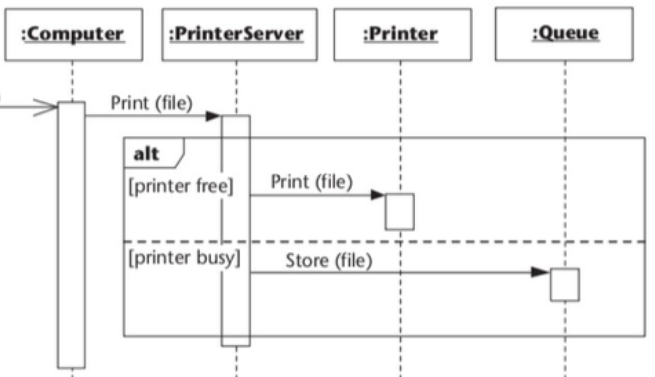 :Computer
:PrinterServer
:Printer
:Queue
Print (file)
alt
[printer free]
Print (file)
[printer busy]
Store (file)